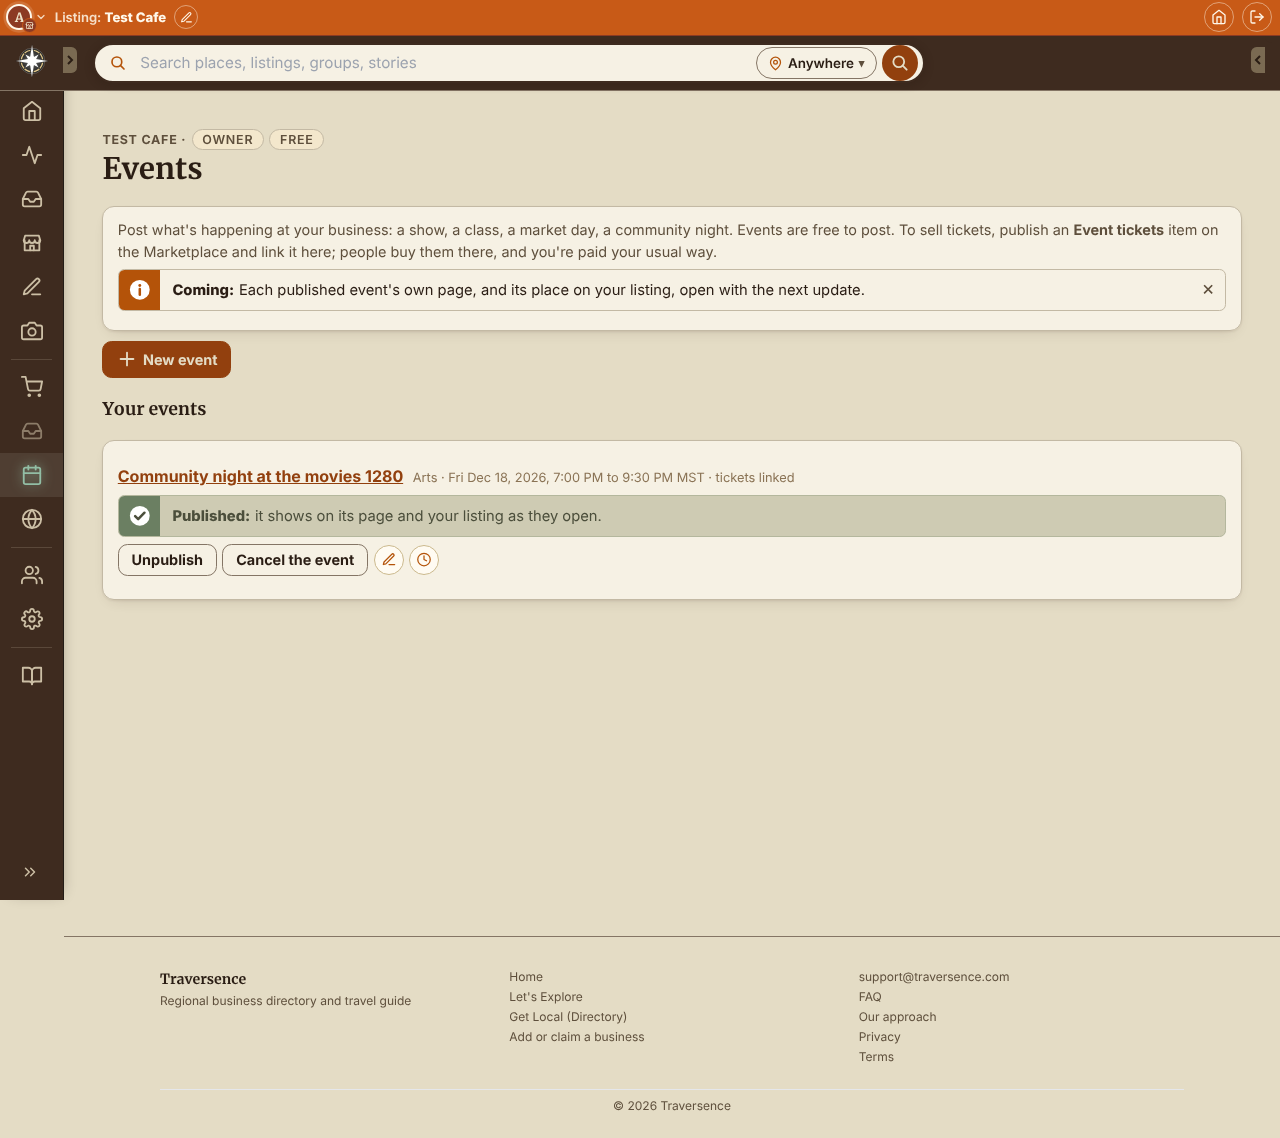 A
Listing: Test Cafe
Search places, listings, groups, stories
Anywhere ▾
TEST CAFE · OWNER FREE
Events
Post what's happening at your business: a show, a class, a market day, a community night. Events are free to post. To sell tickets, publish an Event tickets item on
the Marketplace and link it here; people buy them there, and you're paid your usual way.
Coming: Each published event's own page, and its place on your listing, open with the next update. ✕
New event
Your events
Community night at the movies 1280 Arts · Fri Dec 18, 2026, 7:00 PM to 9:30 PM MST · tickets linked
Published: it shows on its page and your listing as they open.
Unpublish Cancel the event
Traversence
Regional business directory and travel guide
Home
Let's Explore
Get Local (Directory)
Add or claim a business
support@traversence.com
FAQ
Our approach
Privacy
Terms
© 2026 Traversence